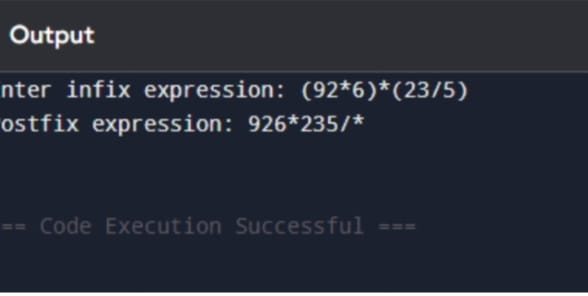 Output
nter infix expression: (92*6)*(23/5)
ostfix expression: 926*235/*
== Code Execution Successful ===